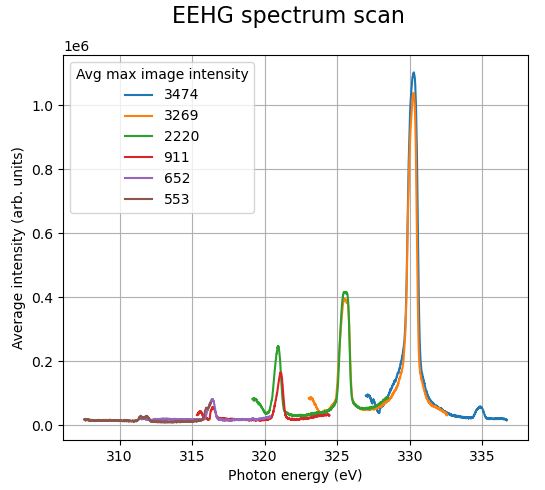 EEHG spectrum scan
1e6
Avg max image intensity
3474
3269
2220
911
652
553
1.0
0.8
0.6
0.4
0.2
0.0
Average intensity (arb. units)
310 315 320 325 330 335
Photon energy (eV)